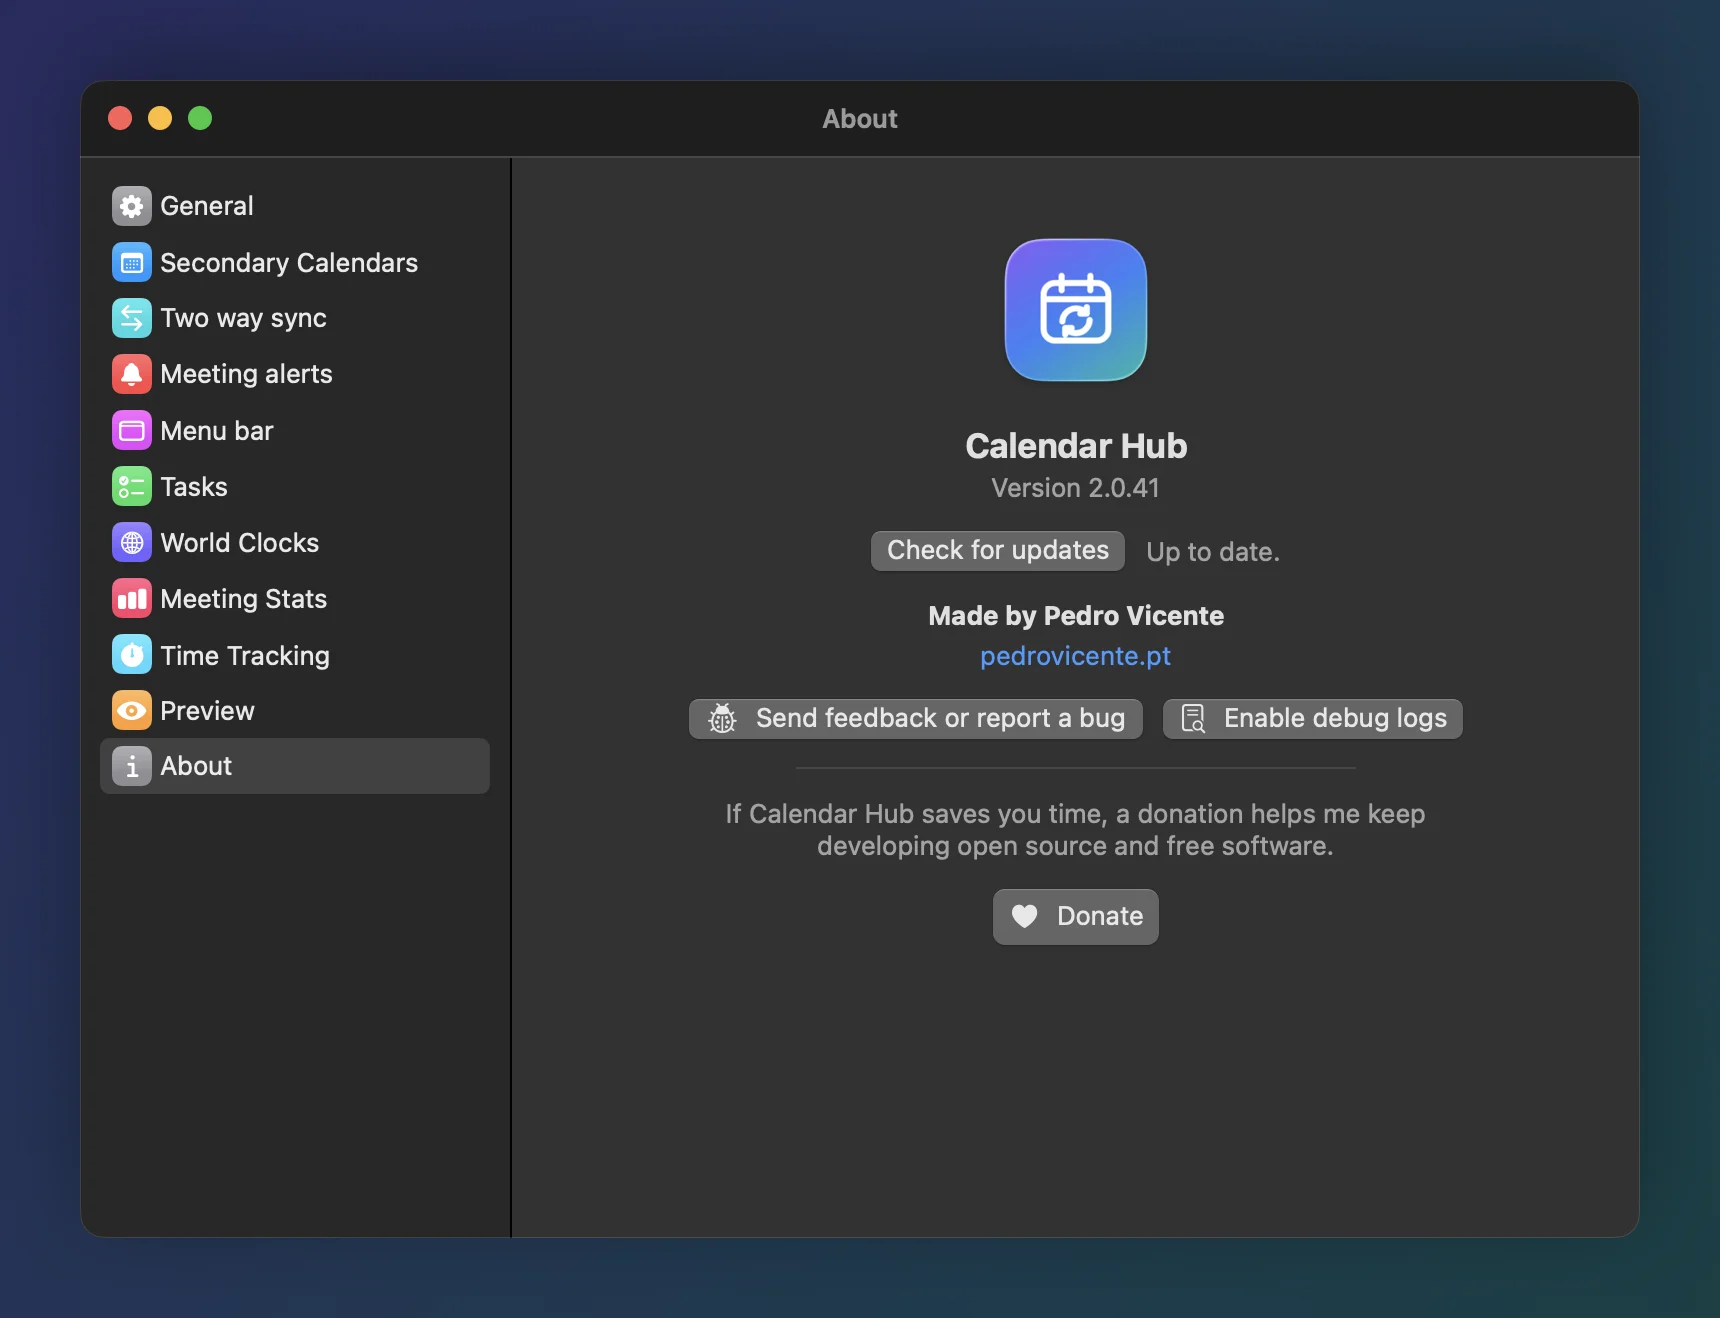 About
General
Secondary Calendars
Two way sync
Meeting alerts
Menu bar
Tasks
World Clocks
Meeting Stats
Time Tracking
Preview
About
Calendar Hub
Version 2.0.41
Check for updates
Up to date.
Made by Pedro Vicente
pedrovicente.pt
Send feedback or report a bug
Enable debug logs
If Calendar Hub saves you time, a donation helps me keep
developing open source and free software.
Donate